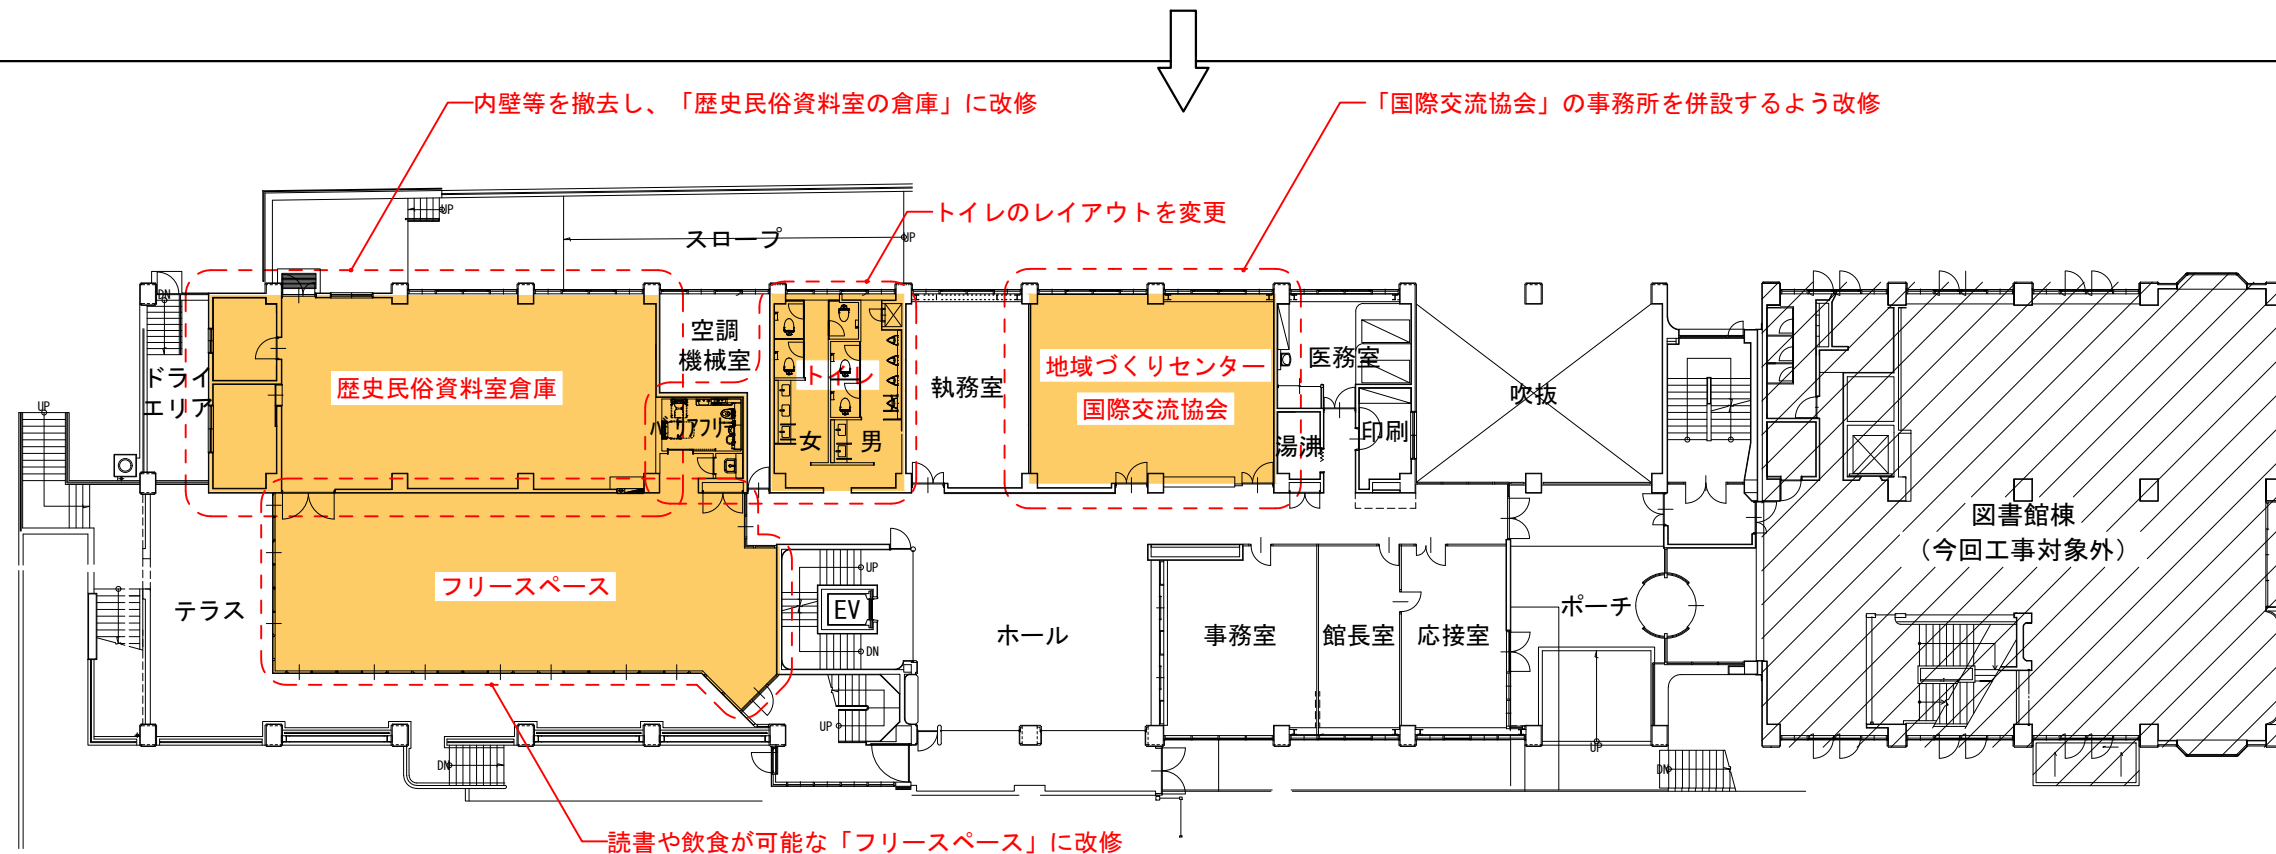 内壁等を撤去し、「歴史民俗資料室の倉庫」に改修
「国際交流協会」の事務所を併設するよう改修
トイレのレイアウトを変更
UP
スロープ
UP
DN
空調
機械室
ドライ
エリア
歴史民俗資料室倉庫
トイレ
執務室
地域づくりセンター
国際交流協会
医務室
吹抜
UP
バリアフリー
女
男
湯沸
印刷
図書館棟
(今回工事対象外)
フリースペース
テラス
UP
EV
DN
ホール
事務室
館長室
応接室
ポーチ
UP
UP
DN
DN
読書や飲食が可能な「フリースペース」に改修